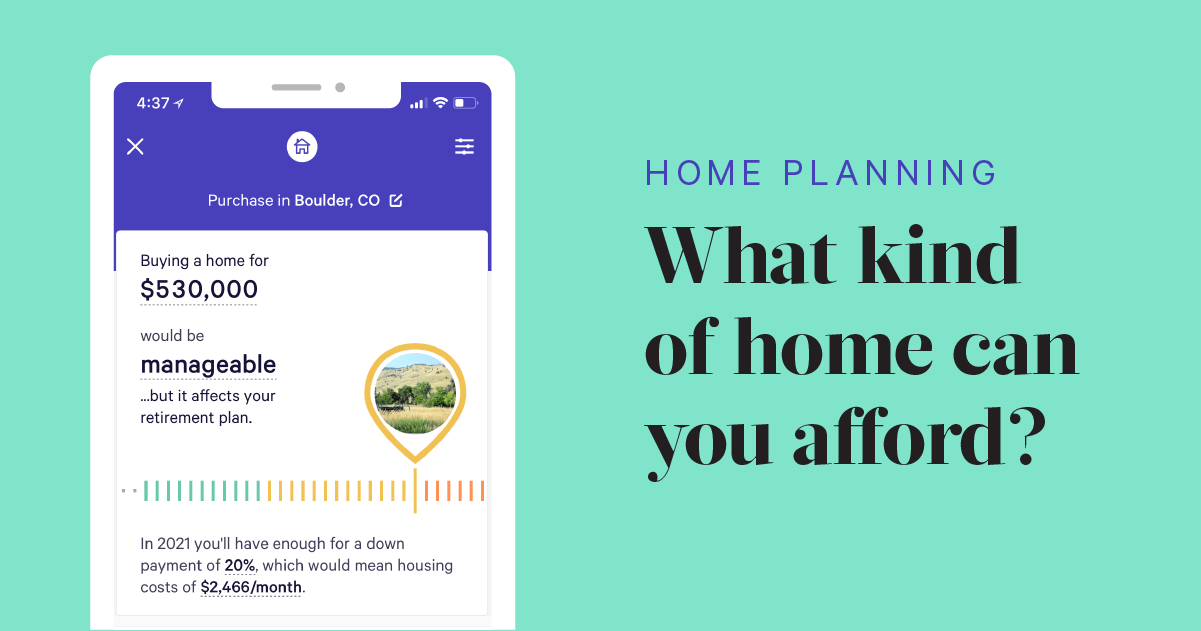 4:37
Purchase in Boulder, CO
Buying a home for
$530,000
would be
manageable
...but it affects your
retirement plan.
In 2021 you'll have enough for a down
payment of 20%, which would mean housing
costs of $2,466/month.
HOME PLANNING
What kind
of home can
you afford?